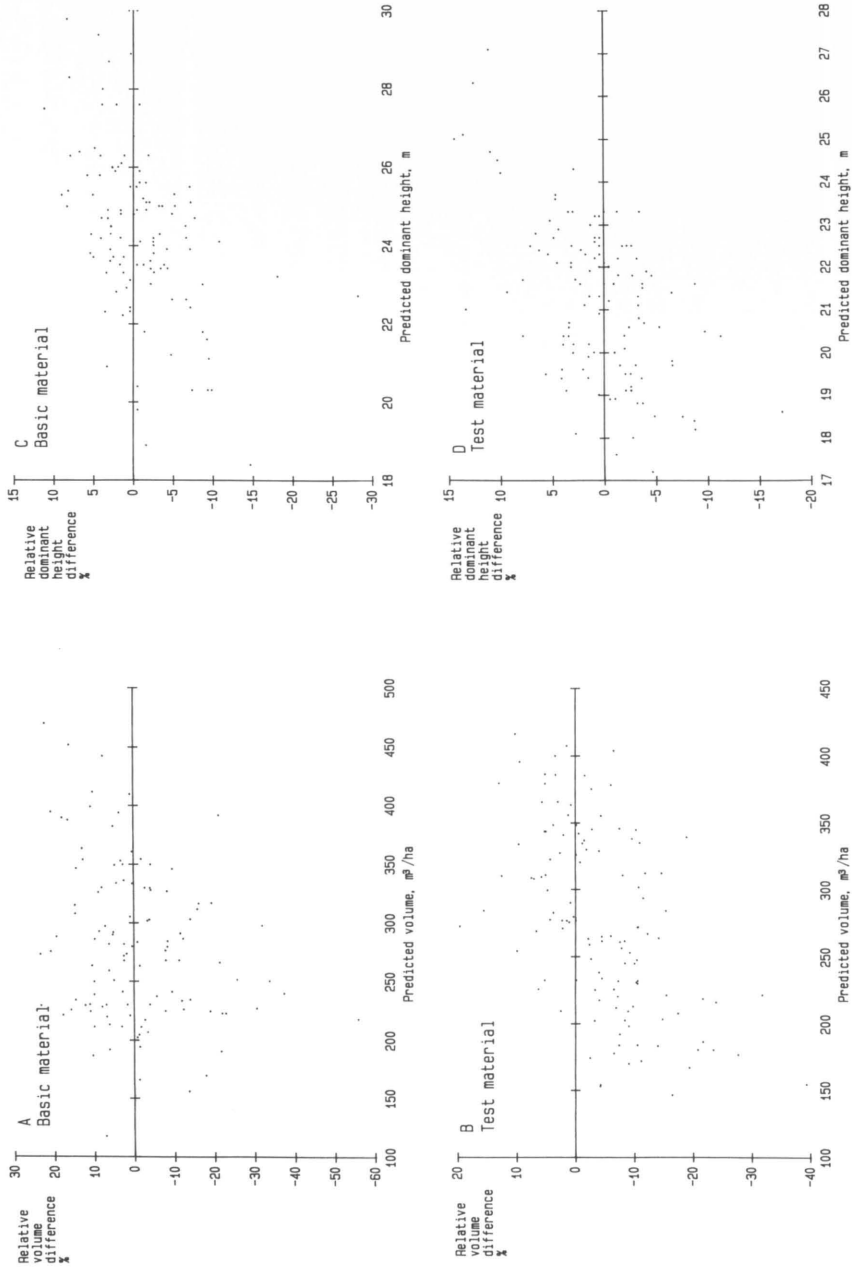 A
Basic material
Relative
volume
difference
%
30
20
10
0
-10
-20
-30
-40
-50
-60
100
150
200
250
300
350
400
450
500
Predicted volume, m³/ha
C
Basic material
Relative
dominant
height
difference
%
15
10
5
0
-5
-10
-15
-20
-25
-30
18
20
22
24
26
28
30
Predicted dominant height, m
B
Test material
Relative
volume
difference
%
20
10
0
-10
-20
-30
-40
100
150
200
250
300
350
400
450
Predicted volume, m³/ha
D
Test material
Relative
dominant
height
difference
%
15
10
5
0
-5
-10
-15
-20
17
18
19
20
21
22
23
24
25
26
27
28
Predicted dominant height, m